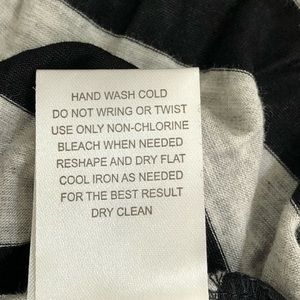 HAND WASH COLD
DO NOT WRING OR TWIST
USE ONLY NON-CHLORINE
BLEACH WHEN NEEDED
RESHAPE AND DRY FLAT
COOL IRON AS NEEDED
FOR THE BEST RESULT
DRY CLEAN